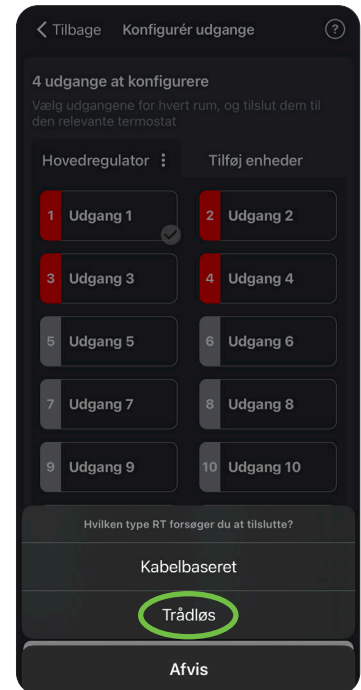 Tilbage Konfigurér udgange ?
4 udgange at konfigurere
Vælg udgangene for hvert rum, og tilslut dem til
den relevante termostat
Hovedregulator Tilføj enheder
1 Udgang 1 2 Udgang 2
3 Udgang 3 4 Udgang 4
5 Udgang 5 6 Udgang 6
7 Udgang 7 8 Udgang 8
9 Udgang 9 10 Udgang 10
Hvilken type RT forsøger du at tilslutte?
Kabelbaseret
Trådløs
Afvis